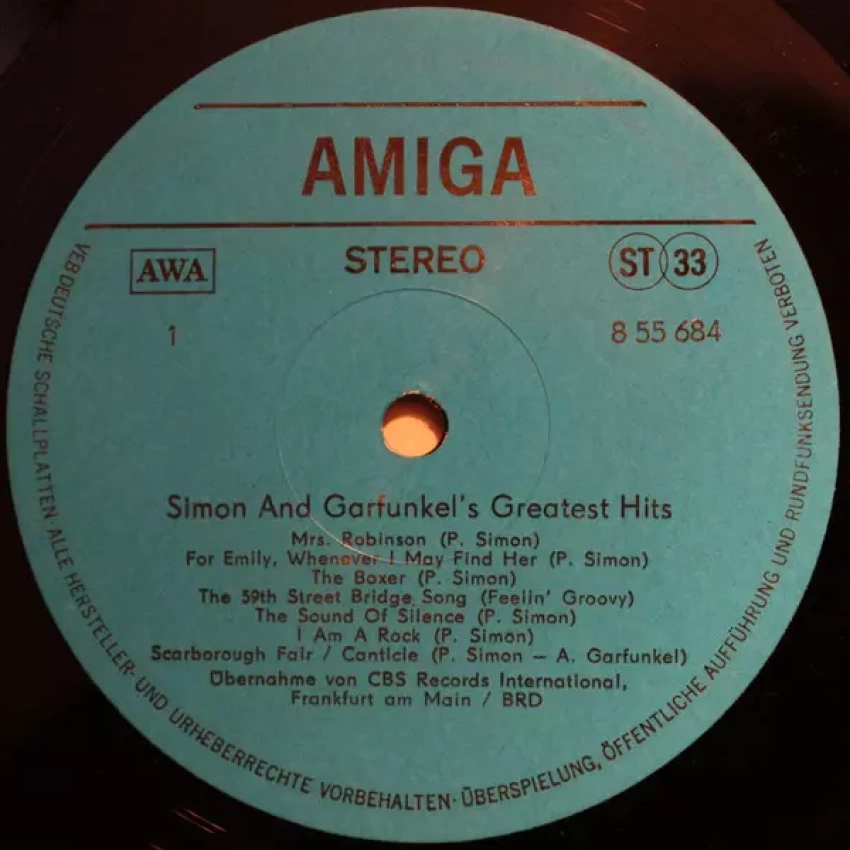 AMIGA
AWA
STEREO
ST 33
1
8 55 684
Simon And Garfunkel's Greatest Hits
Mrs. Robinson (P. Simon)
For Emily, Whenever I May Find Her (P. Simon)
The Boxer (P. Simon)
The 59th Street Bridge Song (Feelin' Groovy)
The Sound Of Silence (P. Simon)
I Am A Rock (P. Simon)
Scarborough Fair / Canticle (P. Simon — A. Garfunkel)
Übernahme von CBS Records International,
Frankfurt am Main / BRD
VEB DEUTSCHE SCHALLPLATTEN · ALLE HERSTELLER- UND URHEBERRECHTE VORBEHALTEN · ÜBERSPIELUNG, ÖFFENTLICHE AUFFÜHRUNG UND RUNDFUNKSENDUNG VERBOTEN